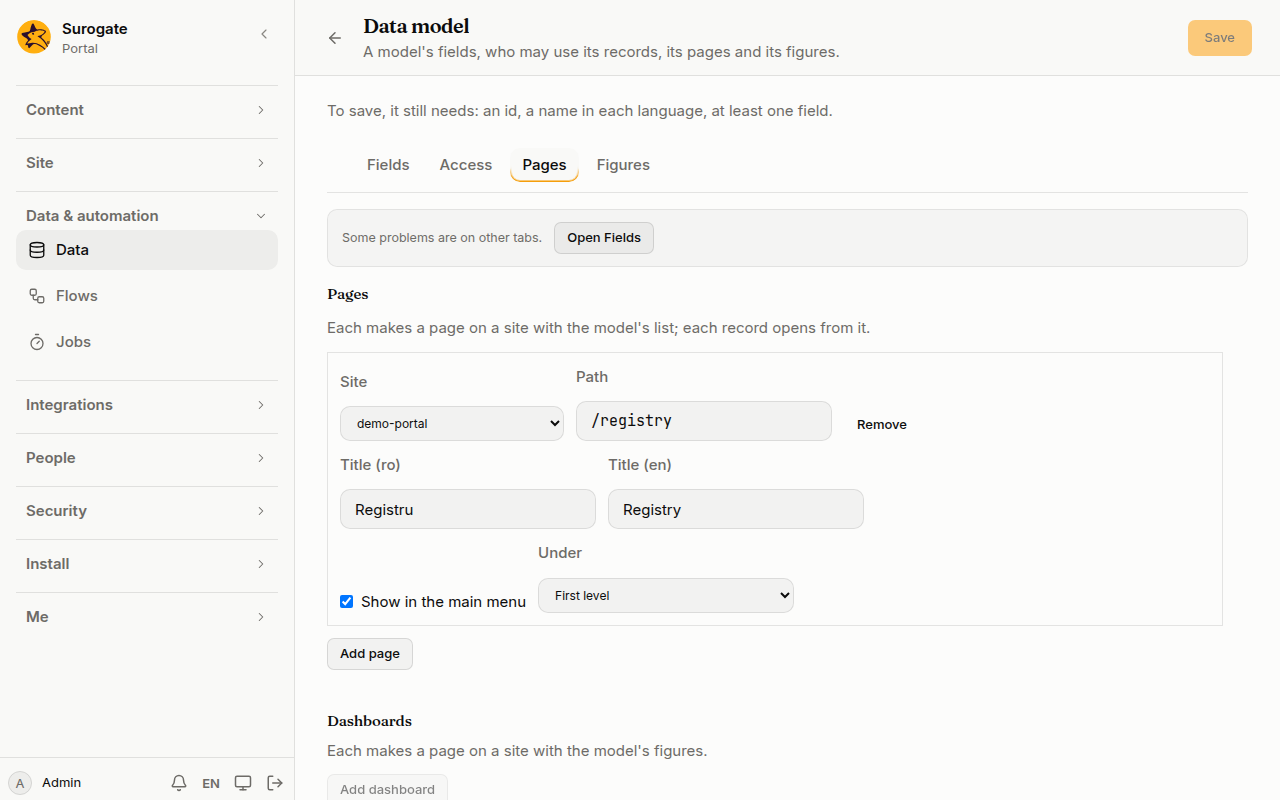 Surogate
Portal
Content
Site
Data & automation
Data
Flows
Jobs
Integrations
People
Security
Install
Me
A
Admin
EN
Data model
A model's fields, who may use its records, its pages and its figures.
Save
To save, it still needs: an id, a name in each language, at least one field.
Fields
Access
Pages
Figures
Some problems are on other tabs.
Open Fields
Pages
Each makes a page on a site with the model's list; each record opens from it.
Site
Path
demo-portal
/registry
Remove
Title (ro)
Title (en)
Registru
Registry
Under
Show in the main menu
First level
Add page
Dashboards
Each makes a page on a site with the model's figures.
Add dashboard